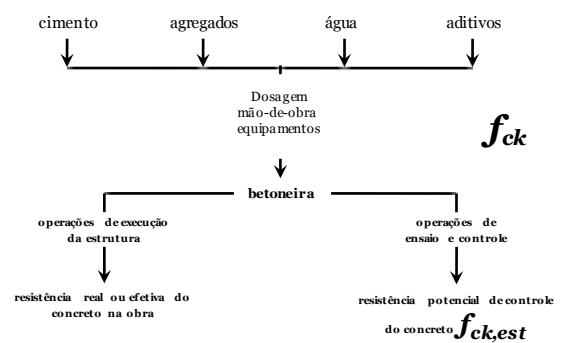 cimento agregados água aditivos
Dosagem
mão-de-obra
equipamentos
fck
betoneira
operações de execução
da estrutura
operações de
ensaio e controle
resistência real ou efetiva do
concreto na obra
resistência potencial de controle
do concreto fck,est